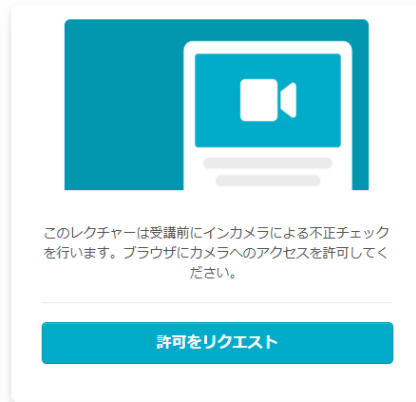 このレクチャーは受講前にインカメラによる不正チェック
を行います。ブラウザにカメラへのアクセスを許可してく
ださい。
許可をリクエスト